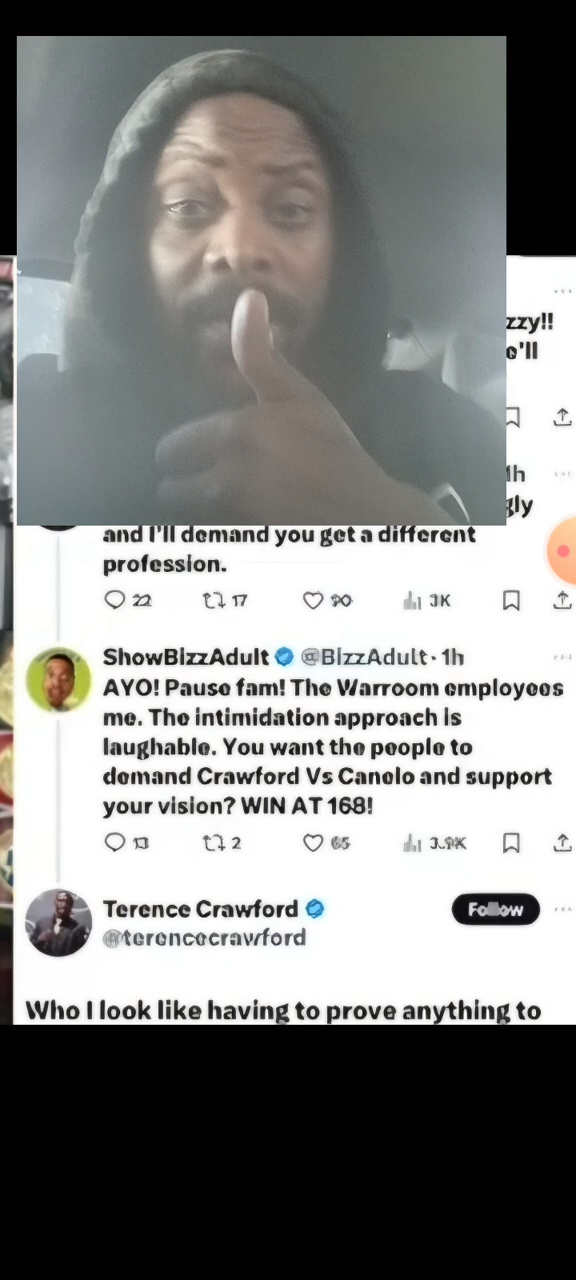 zzy!!
e'll
1h
gly
and I'll demand you get a different
profession.
22 17 90 3K
ShowBizzAdult @BizzAdult · 1h
AYO! Pause fam! The Warroom employees
me. The intimidation approach is
laughable. You want the people to
demand Crawford Vs Canelo and support
your vision? WIN AT 168!
13 2 65 3.9K
Terence Crawford Follow
@terencecrawford
Who I look like having to prove anything to